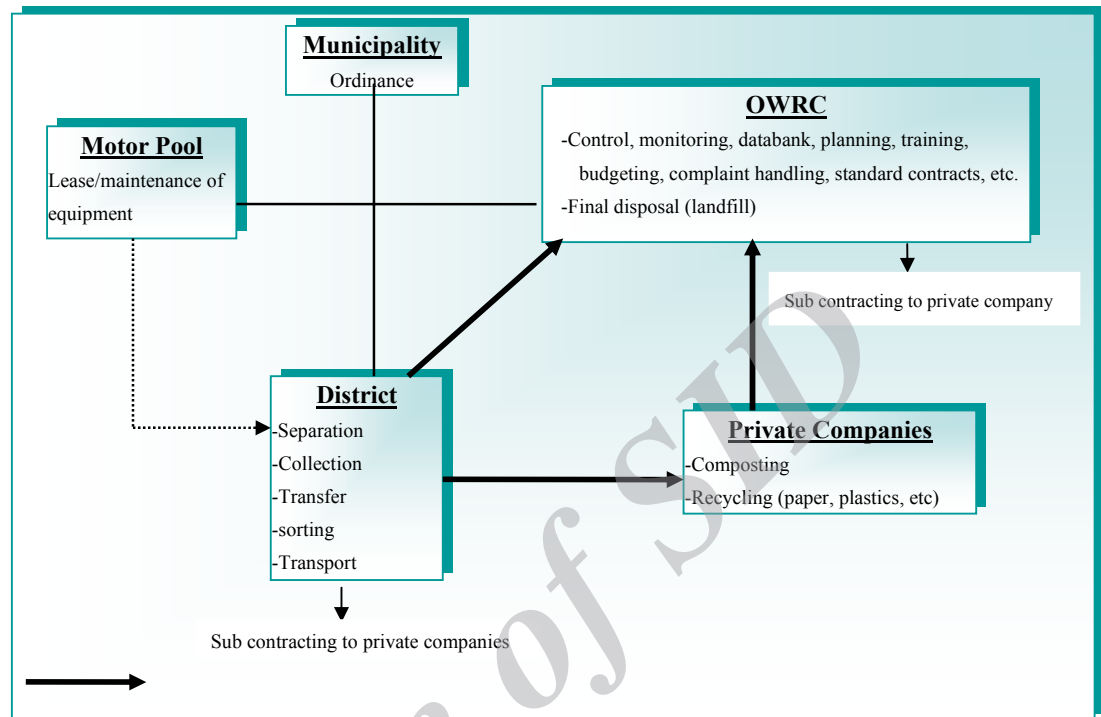 Municipality
Ordinance
OWRC
-Control, monitoring, databank, planning, training,
budgeting, complaint handling, standard contracts, etc.
-Final disposal (landfill)
Motor Pool
Lease/maintenance of
equipment
Sub contracting to private company
District
-Separation
-Collection
-Transfer
-sorting
-Transport
Private Companies
-Composting
-Recycling (paper, plastics, etc)
Sub contracting to private companies
of SID